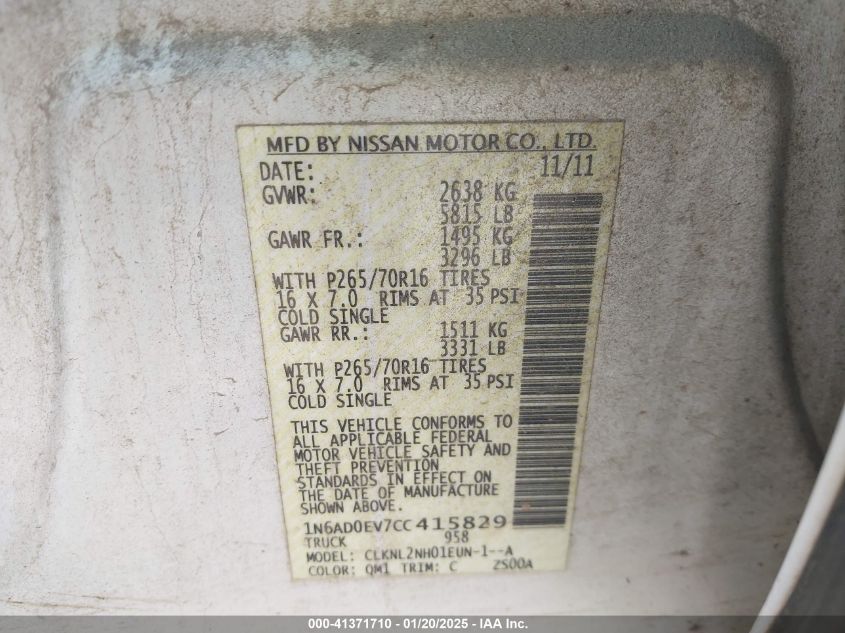 MFD BY NISSAN MOTOR CO., LTD.
DATE: 11/11
GVWR: 2638 KG
5815 LB
GAWR FR.: 1495 KG
3296 LB
WITH P265/70R16 TIRES
16 X 7.0 RIMS AT 35 PSI
COLD SINGLE
GAWR RR.: 1511 KG
3331 LB
WITH P265/70R16 TIRES
16 X 7.0 RIMS AT 35 PSI
COLD SINGLE
THIS VEHICLE CONFORMS TO
ALL APPLICABLE FEDERAL
MOTOR VEHICLE SAFETY AND
THEFT PREVENTION
STANDARDS IN EFFECT ON
THE DATE OF MANUFACTURE
SHOWN ABOVE.
1N6AD0EV7CC415829
TRUCK 958
MODEL: CLKNL2NH01EUN-1--A
COLOR: QM1 TRIM: C ZS00A
000-41371710 - 01/20/2025 - IAA Inc.